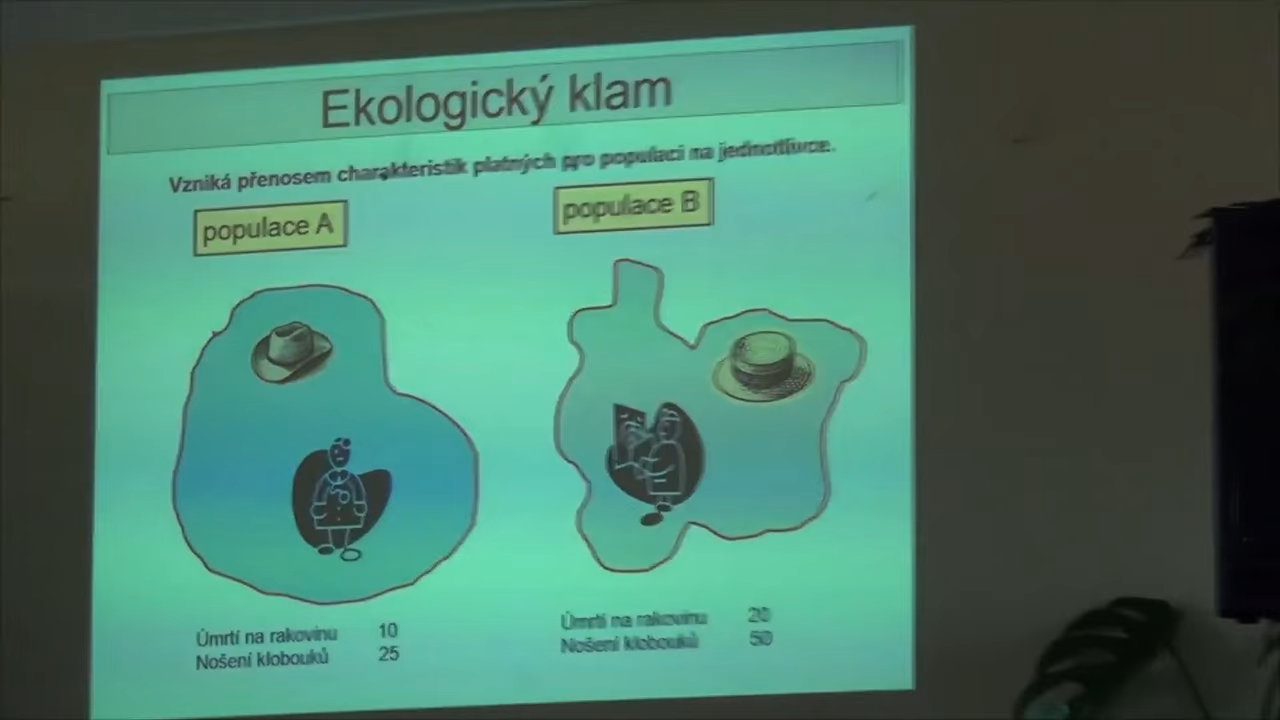 Ekologický klam
Vzniká přenosem charakteristik platných pro populaci na jednotlivce.
populace A
populace B
Úmrtí na rakovinu 10
Nošení klobouků 25
Úmrtí na rakovinu 20
Nošení klobouků 50